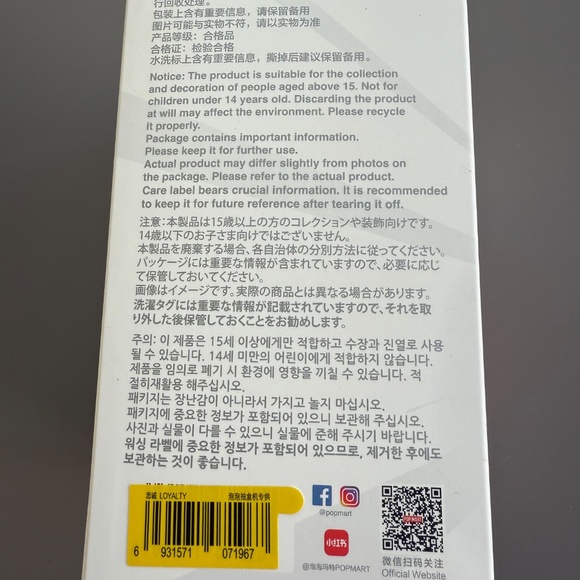 行回收处理。
包装上含有重要信息，请保留备用
图片可能与实物不符，请以实物为准
产品等级：合格品
合格证：检验合格
水洗标上含有重要信息，撕掉后建议保留备用。
Notice: The product is suitable for the collection
and decoration of people aged above 15. Not for
children under 14 years old. Discarding the product
at will may affect the environment. Please recycle
it properly.
Package contains important information.
Please keep it for further use.
Actual product may differ slightly from photos on
the package. Please refer to the actual product.
Care label bears crucial information. It is recommended
to keep it for future reference after tearing it off.
注意：本製品は15歳以上の方のコレクションや装飾向けです。
14歳以下のお子さま向けではございません。
本製品を廃棄する場合、各自治体の分別方法に従ってください。
パッケージには重要な情報が含まれていますので、必要に応じ
て保管しておいてください。
画像はイメージです。実際の商品とは異なる場合があります。
洗濯タグには重要な情報が記載されていますので、それを取
り外した後保管しておくことをお勧めします。
주의: 이 제품은 15세 이상에게만 적합하고 수장과 진열로 사용
될 수 있습니다. 14세 미만의 어린이에게 적합하지 않습니다.
제품을 임의로 폐기 시 환경에 영향을 끼칠 수 있습니다. 적
절히재활용 해주십시오.
패키지는 장난감이 아니라서 가지고 놀지 마십시오.
패키지에 중요한 정보가 포함되어 있으니 보관해 주십시오.
사진과 실물이 다를 수 있으니 실물에 준해 주시기 바랍니다.
워싱 라벨에 중요한 정보가 포함되어 있으므로, 제거한 후에도
보관하는 것이 좋습니다.
忠诚 LOYALTY 泡泡抽盒机专供
6 931571 071967
@popmart
小红书
@泡泡玛特POPMART
POP MART
微信扫码关注
Official Website